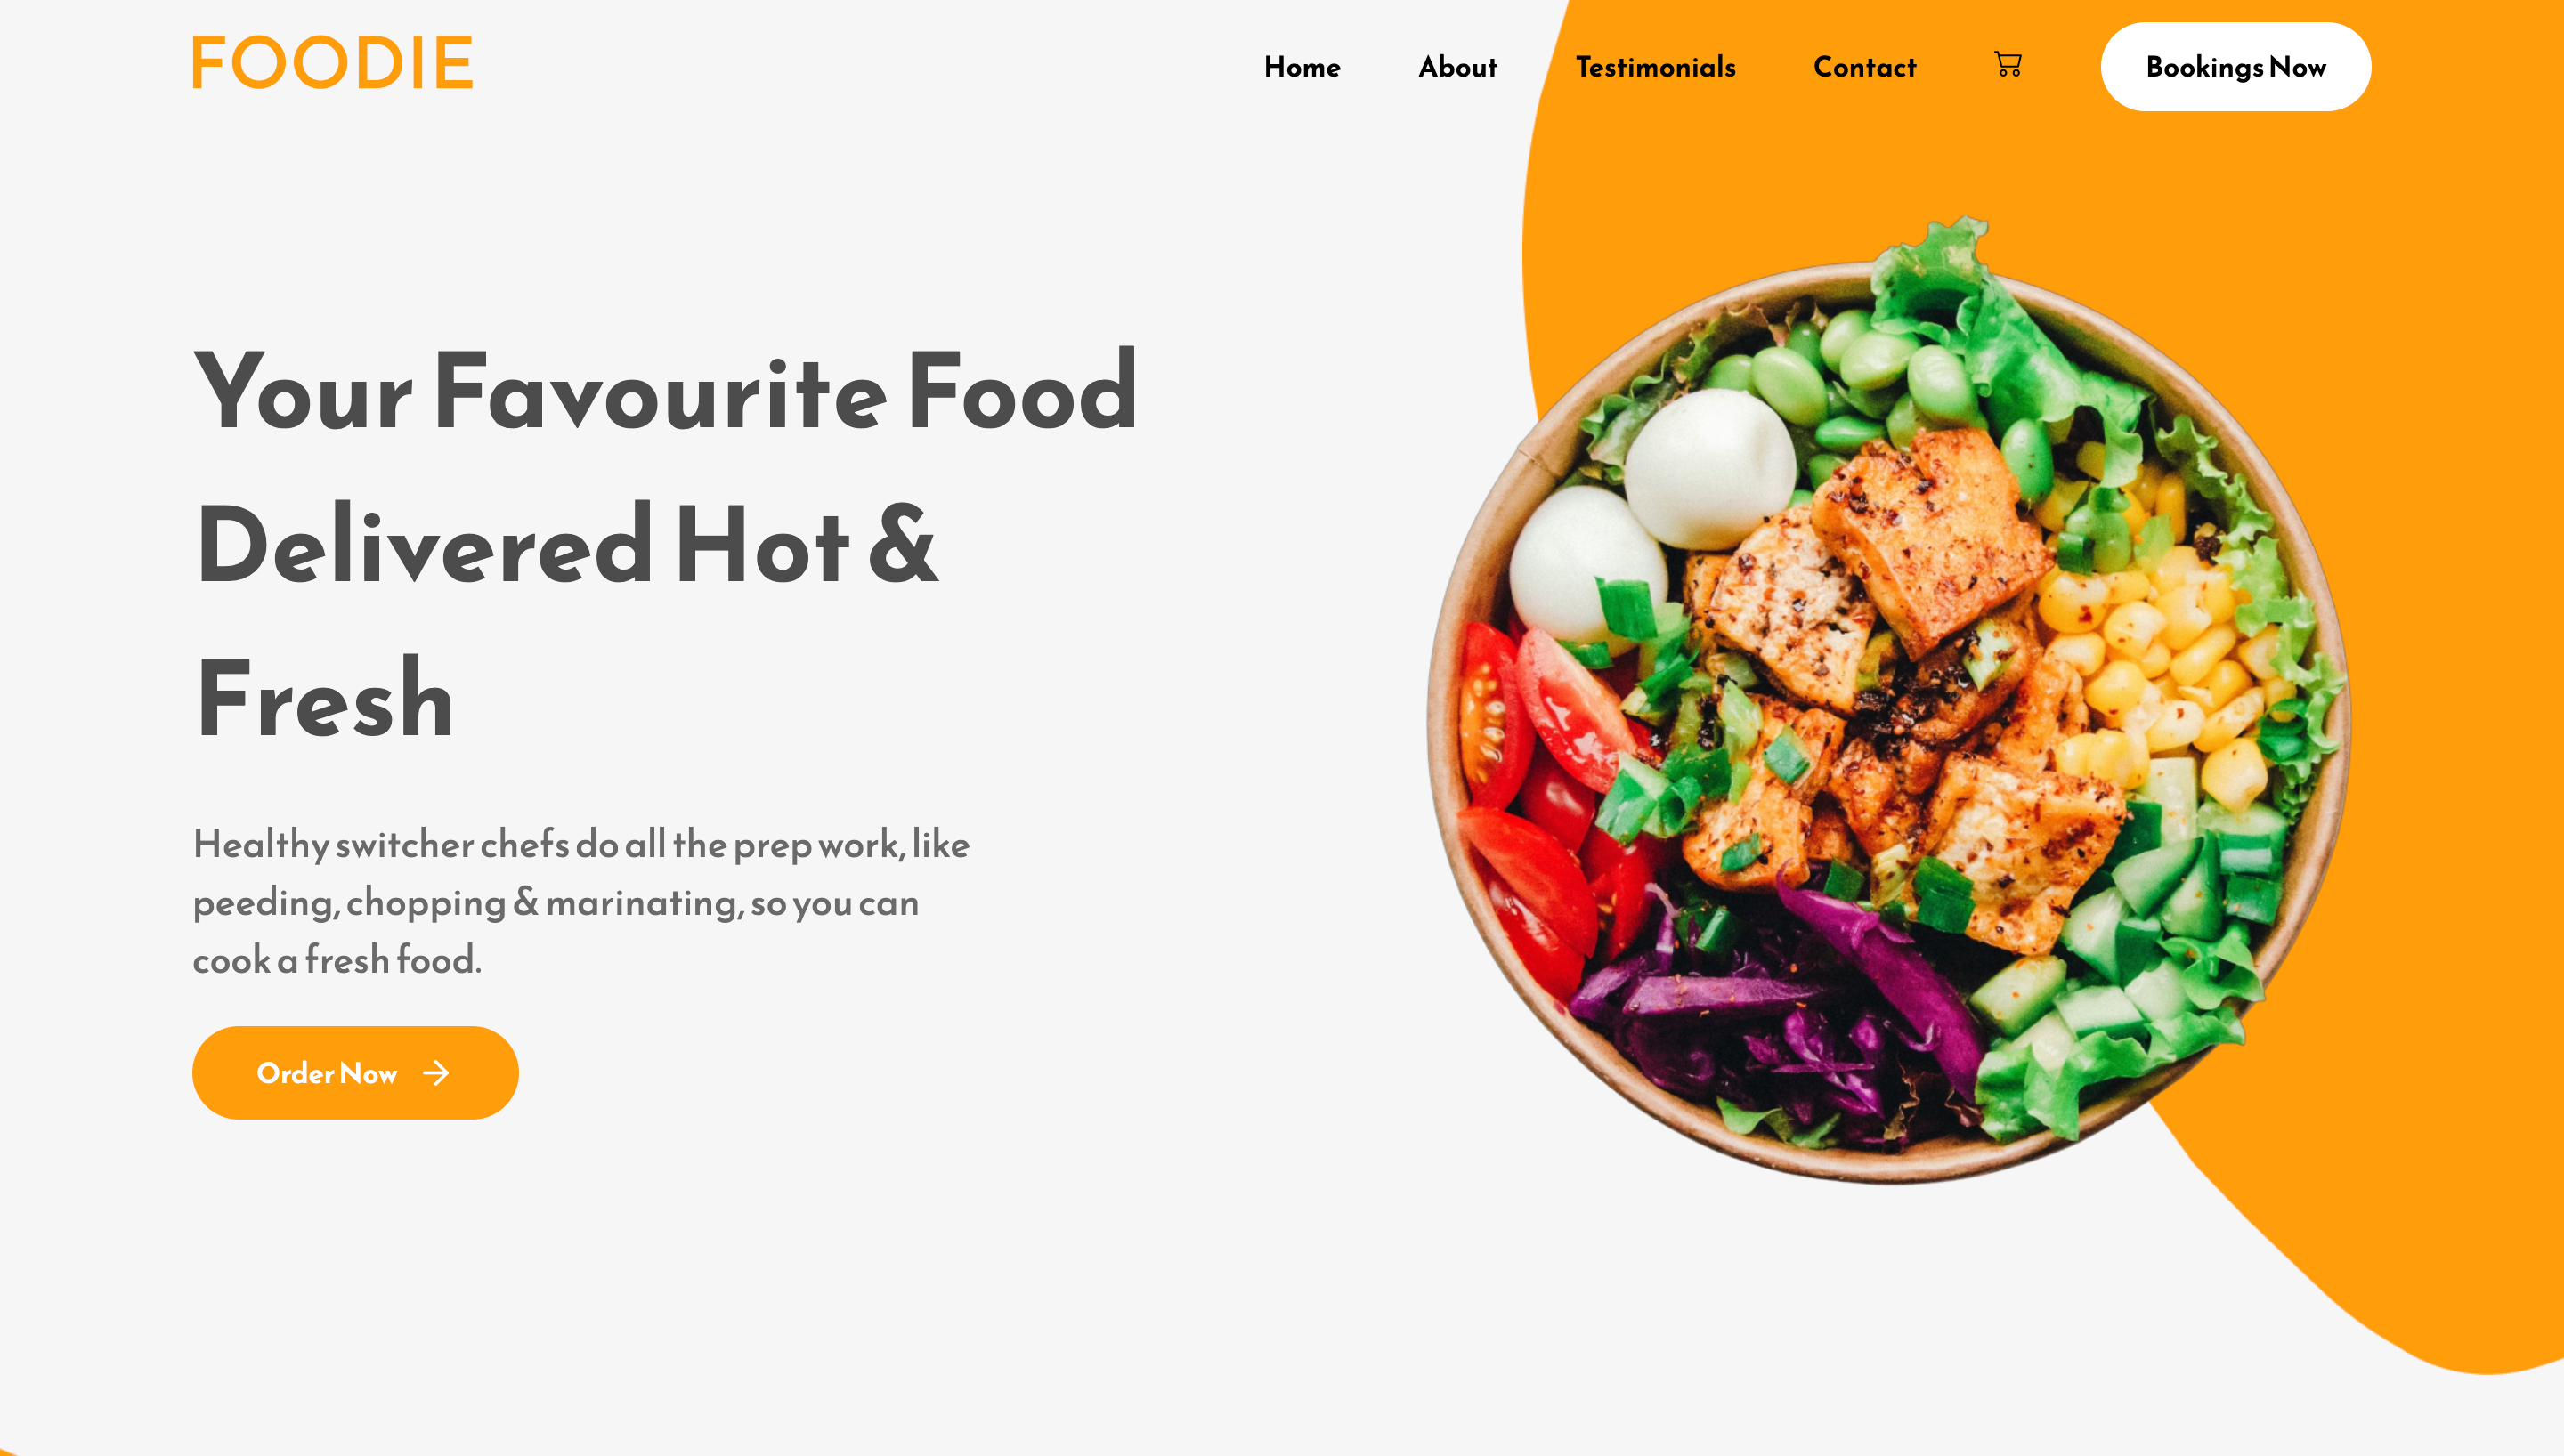 FOODIE
Home About Testimonials Contact Bookings Now
Your Favourite Food
Delivered Hot &
Fresh
Healthy switcher chefs do all the prep work, like
peeding, chopping & marinating, so you can
cook a fresh food.
Order Now